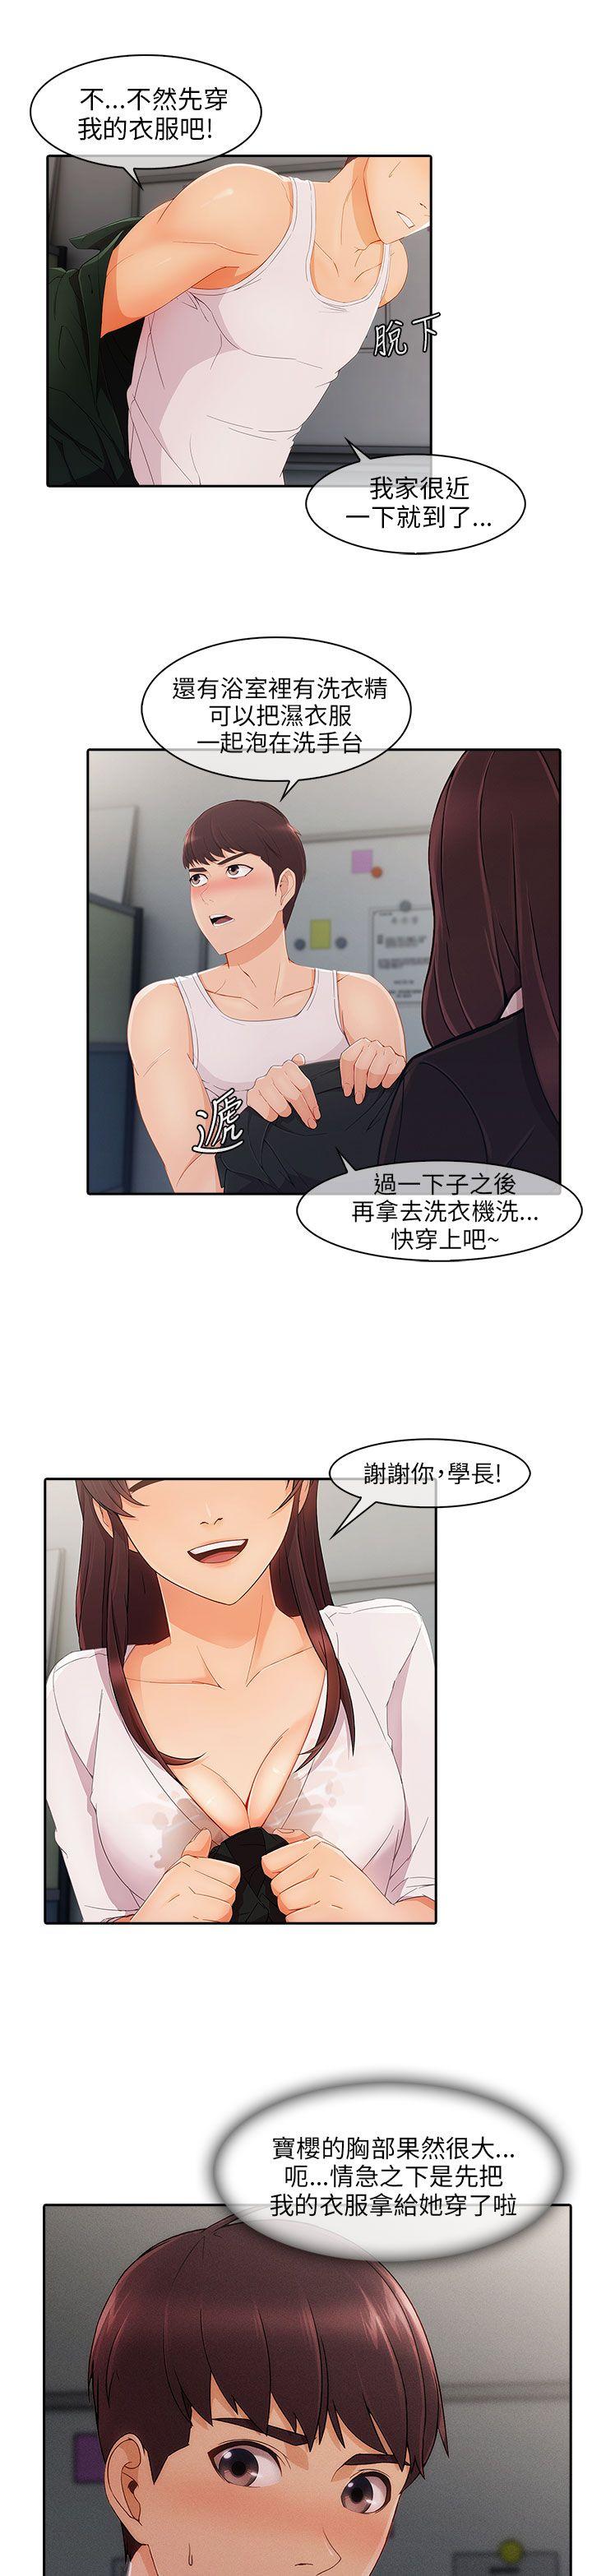 不...不然先穿
我的衣服吧!
脫下
我家很近
一下就到了...
還有浴室裡有洗衣精
可以把濕衣服
一起泡在洗手台
遞
過一下子之後
再拿去洗衣機洗...
快穿上吧~
謝謝你,學長!
寶櫻的胸部果然很大...
呃...情急之下是先把
我的衣服拿給她穿了啦